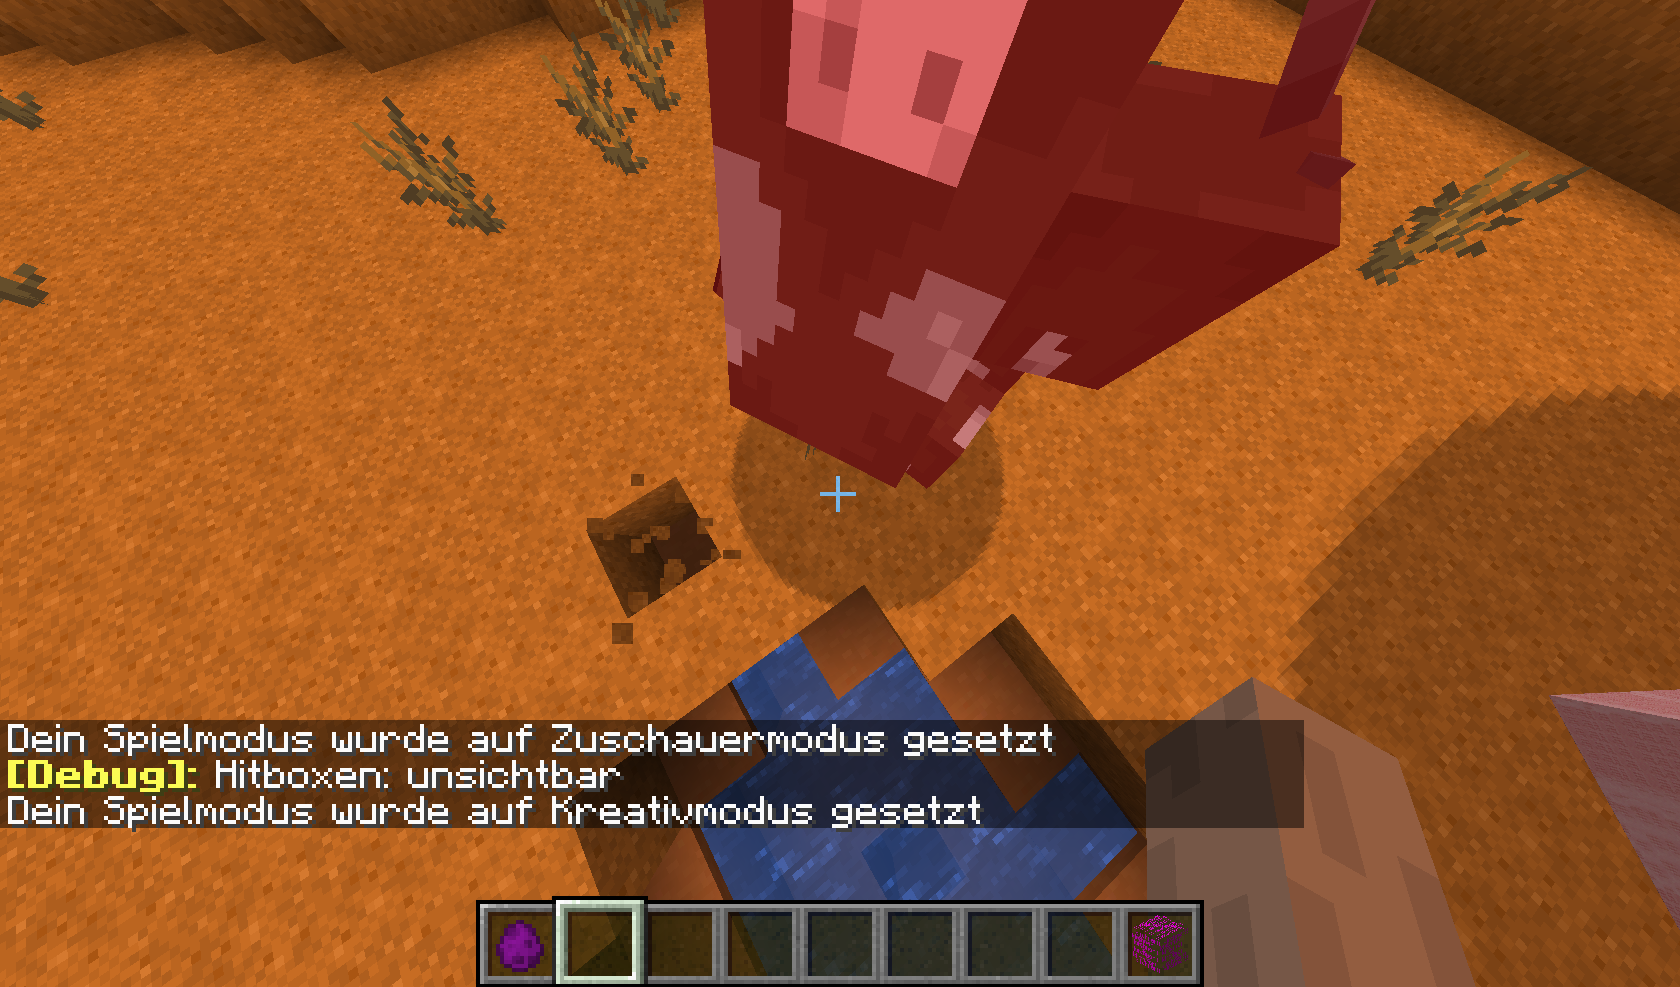 Dein Spielmodus wurde auf Zuschauermodus gesetzt
[Debug]: Hitboxen: unsichtbar
Dein Spielmodus wurde auf Kreativmodus gesetzt